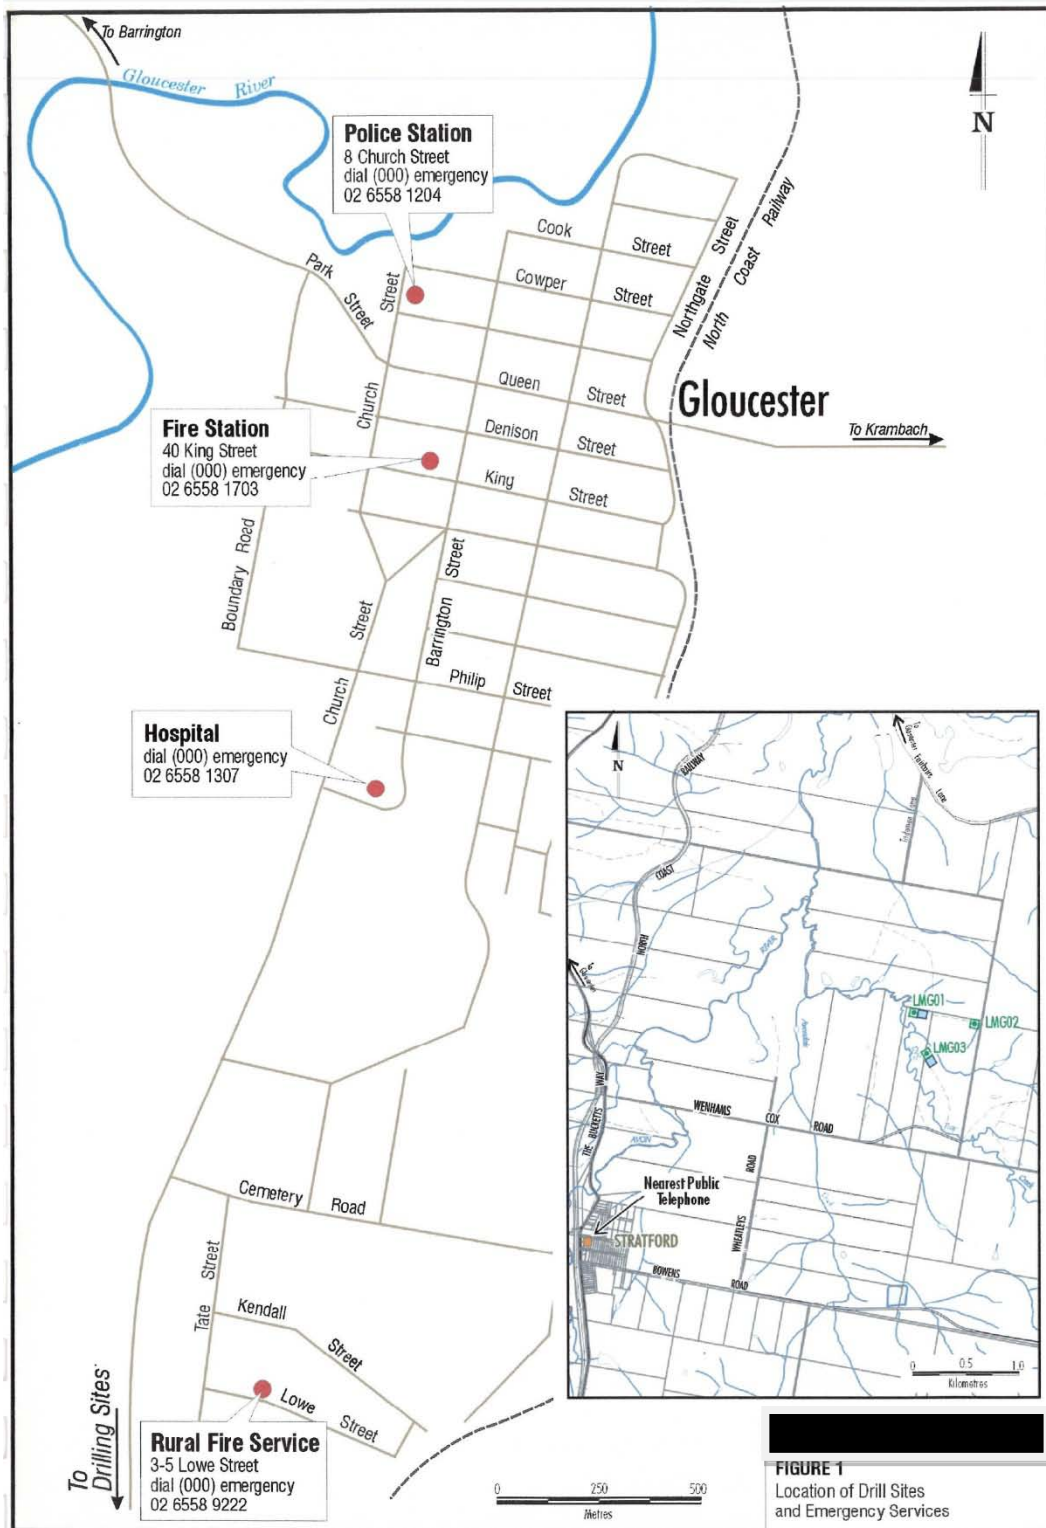 To Barrington
Gloucester River
N
Police Station
8 Church Street
dial (000) emergency
02 6558 1204
Cook Street
Cowper Street
Northgate Street
North Coast Railway
Park Street
Church Street
Queen Street
Gloucester
To Krambach
Denison Street
King Street
Fire Station
40 King Street
dial (000) emergency
02 6558 1703
Boundary Road
Barrington Street
Church Street
Philip Street
Hospital
dial (000) emergency
02 6558 1307
N
RAILWAY
COAST
NORTH
RIVER
Avondale
LMG01
LMG02
LMG03
WENHAMS COX ROAD
THE BUCKETTS WAY
AVON
WHEATLEYS ROAD
Nearest Public
Telephone
STRATFORD
BOWENS ROAD
0 0.5 1.0
Kilometres
Cemetery Road
Tate Street
Kendall Street
Lowe Street
To
Drilling Sites
Rural Fire Service
3-5 Lowe Street
dial (000) emergency
02 6558 9222
0 250 500
Metres
FIGURE 1
Location of Drill Sites
and Emergency Services